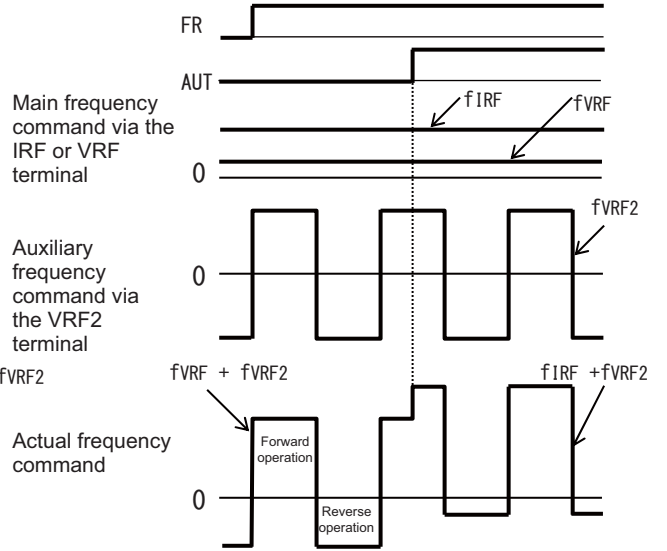 FR
AUT
Main frequency
command via the
IRF or VRF
terminal
fIRF
fVRF
0
Auxiliary
frequency
command via
the VRF2
terminal
0
fVRF2
fVRF2
fVRF + fVRF2
fIRF +fVRF2
Actual frequency
command
Forward
operation
0
Reverse
operation